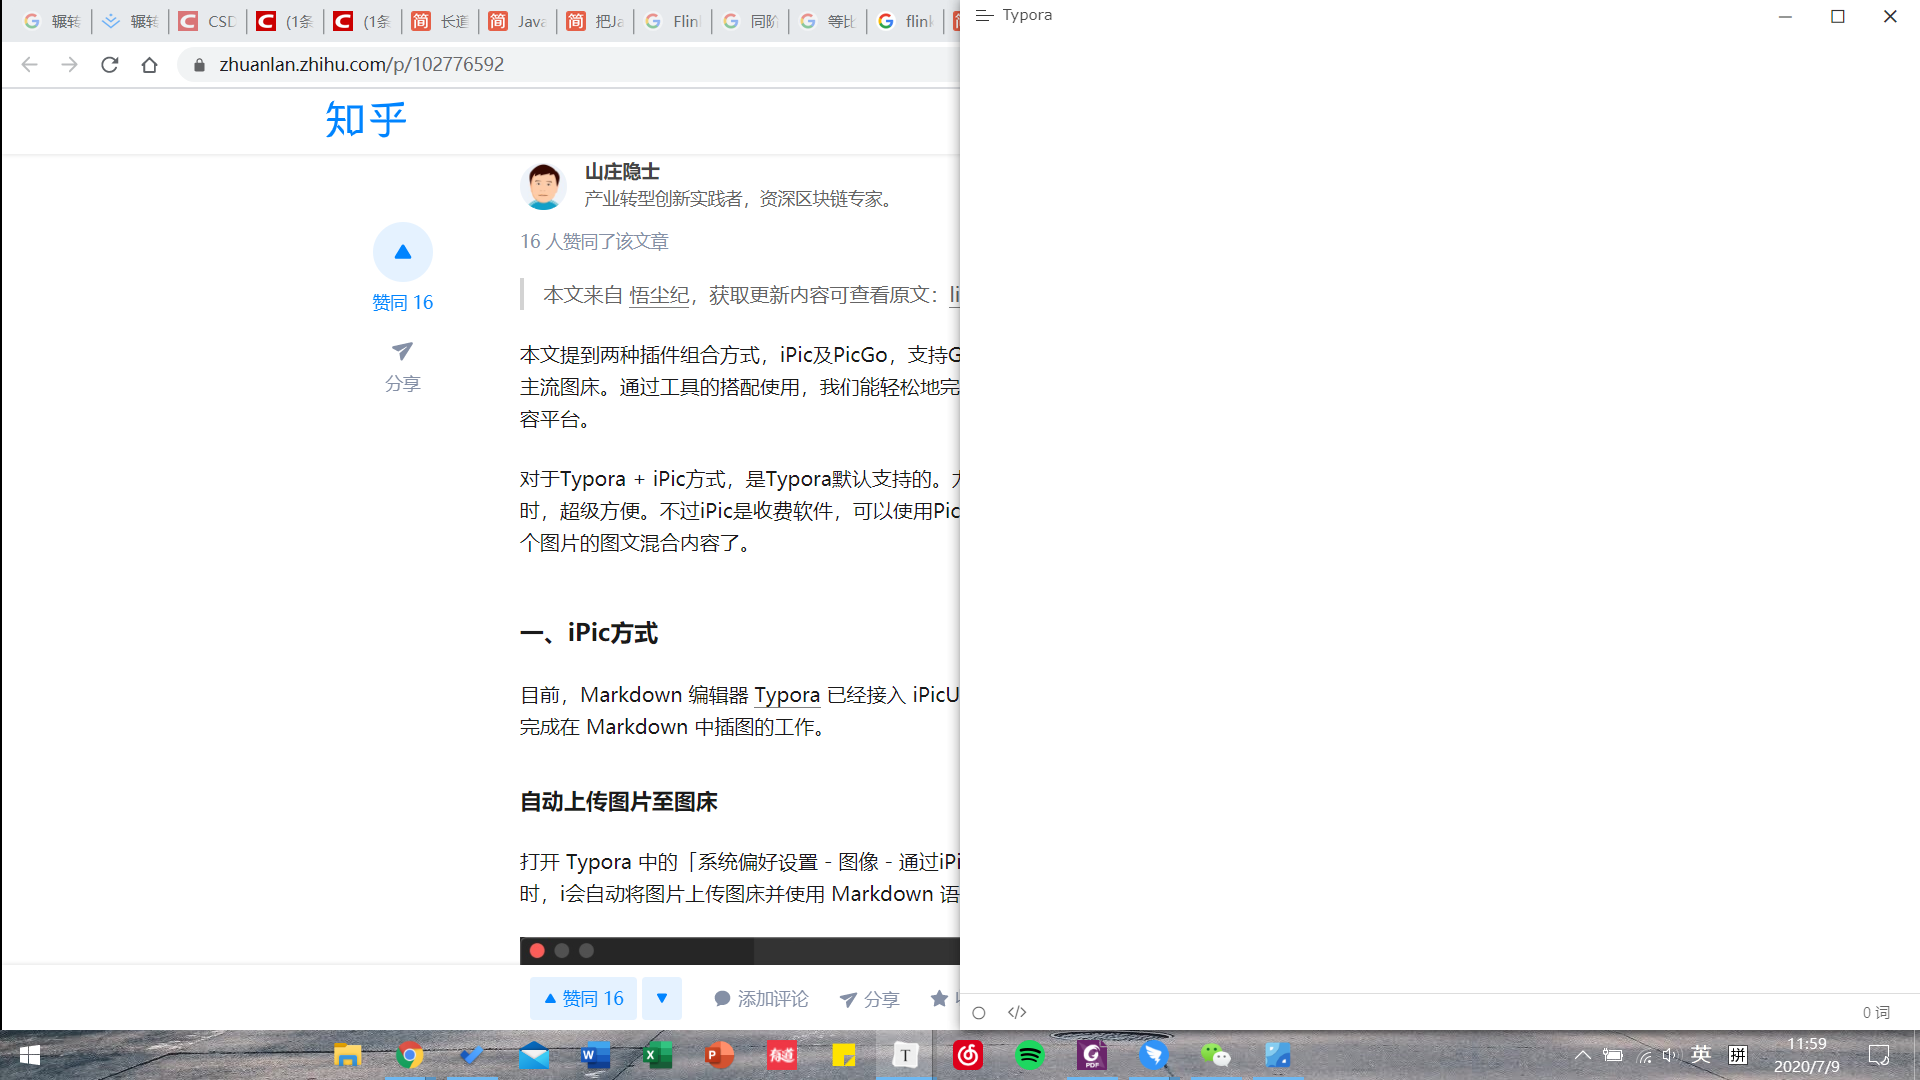 辗转
辗转
CSD
(1条
(1条
长道
Java
把Ja
Flin
同阶
等比
flink
Typora
zhuanlan.zhihu.com/p/102776592
知乎
山庄隐士
产业转型创新实践者，资深区块链专家。
16 人赞同了该文章
赞同 16
分享
本文来自 悟尘纪，获取更新内容可查看原文：li
本文提到两种插件组合方式，iPic及PicGo，支持G
主流图床。通过工具的搭配使用，我们能轻松地完
容平台。
对于Typora + iPic方式，是Typora默认支持的。
时，超级方便。不过iPic是收费软件，可以使用Pic
个图片的图文混合内容了。
一、iPic方式
目前，Markdown 编辑器 Typora 已经接入 iPicU
完成在 Markdown 中插图的工作。
自动上传图片至图床
打开 Typora 中的「系统偏好设置 - 图像 - 通过iPi
时，i会自动将图片上传图床并使用 Markdown 语
赞同 16
添加评论
分享
</>
0 词
有道
英
拼
11:59
2020/7/9